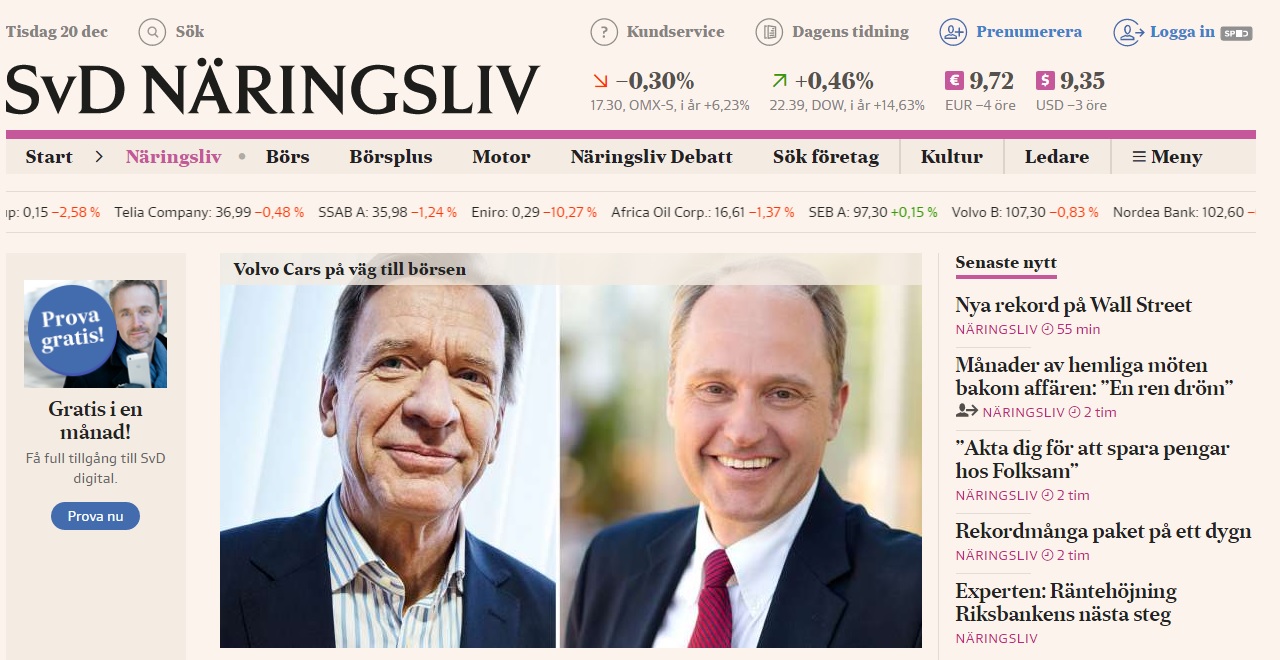 Tisdag 20 dec
Sök
Kundservice
Dagens tidning
Prenumerera
Logga in SPiD
SvD NÄRINGSLIV
−0,30%
17.30, OMX-S, i år +6,23%
+0,46%
22.39, DOW, i år +14,63%
€ 9,72
EUR −4 öre
$ 9,35
USD −3 öre
Start > Näringsliv • Börs Börsplus Motor Näringsliv Debatt Sök företag Kultur Ledare Meny
p: 0,15 −2,58 % Telia Company: 36,99 −0,48 % SSAB A: 35,98 −1,24 % Eniro: 0,29 −10,27 % Africa Oil Corp.: 16,61 −1,37 % SEB A: 97,30 +0,15 % Volvo B: 107,30 −0,83 % Nordea Bank: 102,60 −
Prova
gratis!
Gratis i en
månad!
Få full tillgång till SvD
digital.
Prova nu
Volvo Cars på väg till börsen
Senaste nytt
Nya rekord på Wall Street
NÄRINGSLIV 55 min
Månader av hemliga möten
bakom affären: ”En ren dröm”
NÄRINGSLIV 2 tim
”Akta dig för att spara pengar
hos Folksam”
NÄRINGSLIV 2 tim
Rekordmånga paket på ett dygn
NÄRINGSLIV 2 tim
Experten: Räntehöjning
Riksbankens nästa steg
NÄRINGSLIV